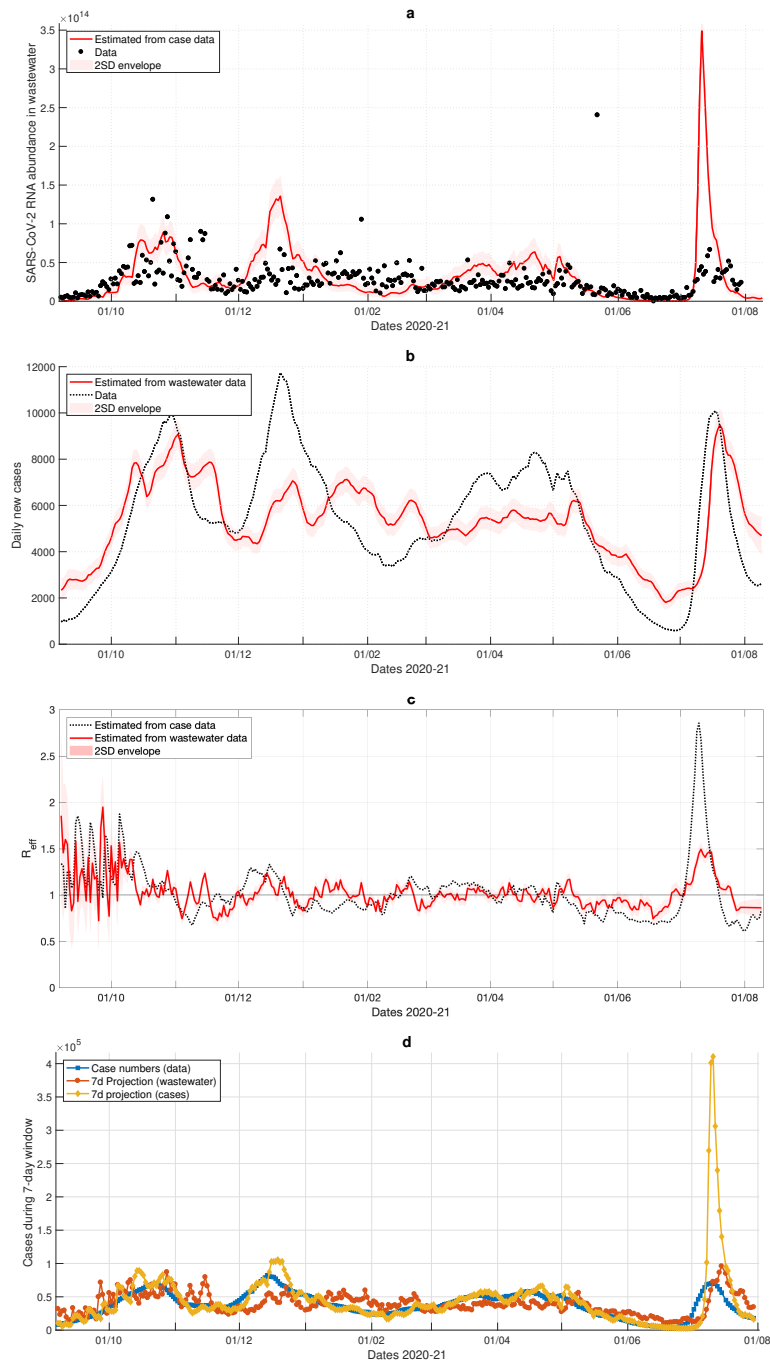 a
×10^14
3.5
3
2.5
2
1.5
1
0.5
0
SARS-CoV-2 RNA abundance in wastewater
Estimated from case data
Data
2SD envelope
01/10 01/12 01/02 01/04 01/06 01/08
Dates 2020-21
b
12000
10000
8000
6000
4000
2000
0
Daily new cases
Estimated from wastewater data
Data
2SD envelope
01/10 01/12 01/02 01/04 01/06 01/08
Dates 2020-21
c
3
2.5
2
1.5
1
0.5
0
R_eff
Estimated from case data
Estimated from wastewater data
2SD envelope
01/10 01/12 01/02 01/04 01/06 01/08
Dates 2020-21
d
×10^5
4
3.5
3
2.5
2
1.5
1
0.5
0
Cases during 7-day window
Case numbers (data)
7d Projection (wastewater)
7d projection (cases)
01/10 01/12 01/02 01/04 01/06 01/08
Dates 2020-21